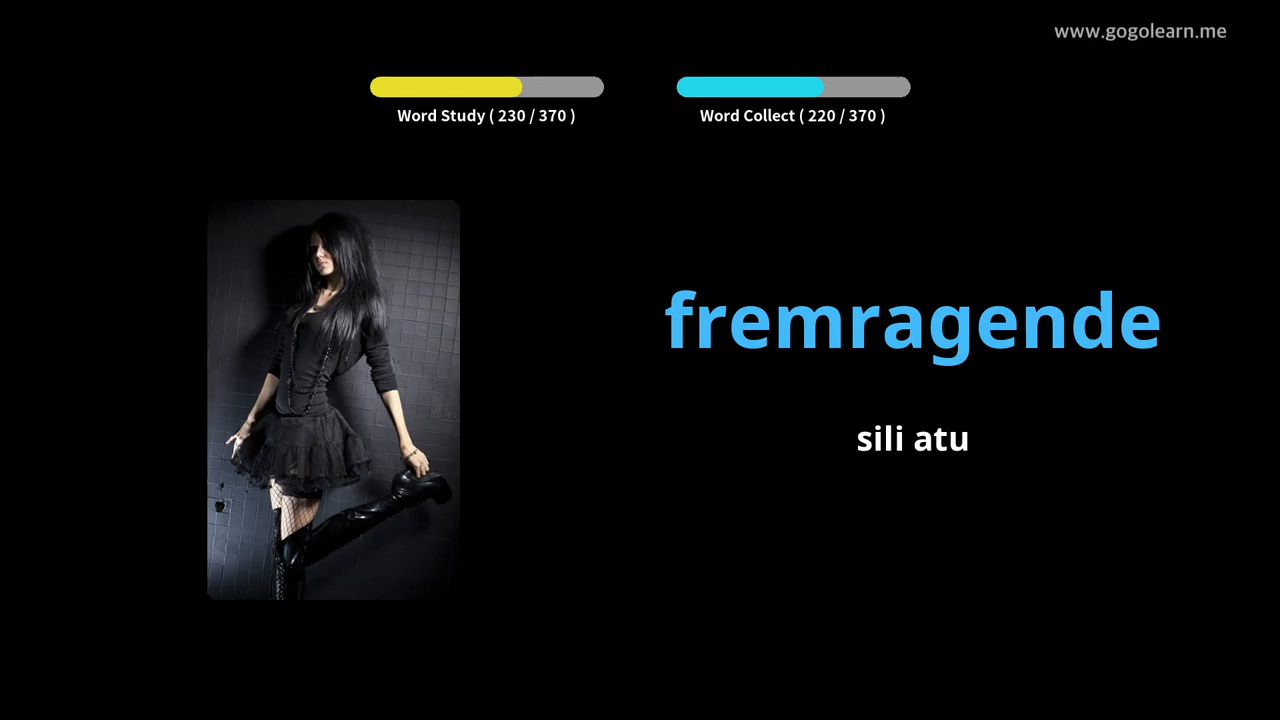 www.gogolearn.me
Word Study ( 230 / 370 )
Word Collect ( 220 / 370 )
fremragende
sili atu